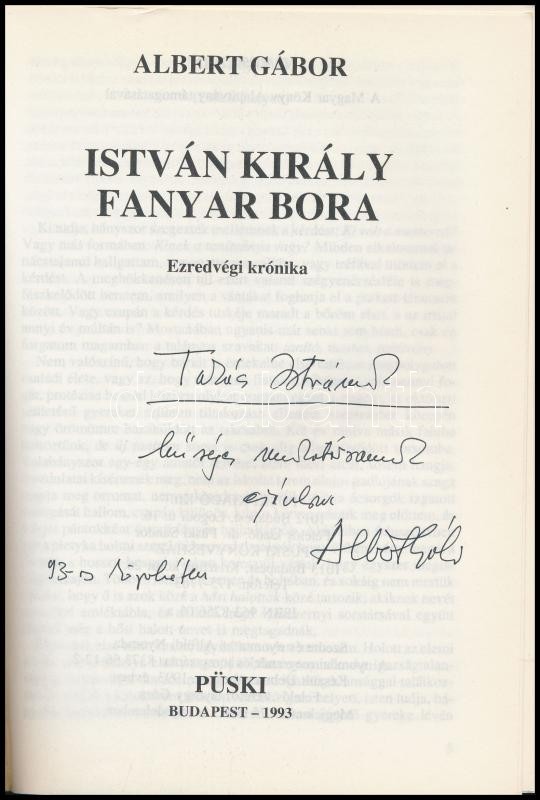 ALBERT GÁBOR
ISTVÁN KIRÁLY
FANYAR BORA
Ezredvégi krónika
Takács Istvánnak
hűséges munkatársamnak
ajánlom
Albert Gábor
93-as
PÜSKI
BUDAPEST – 1993